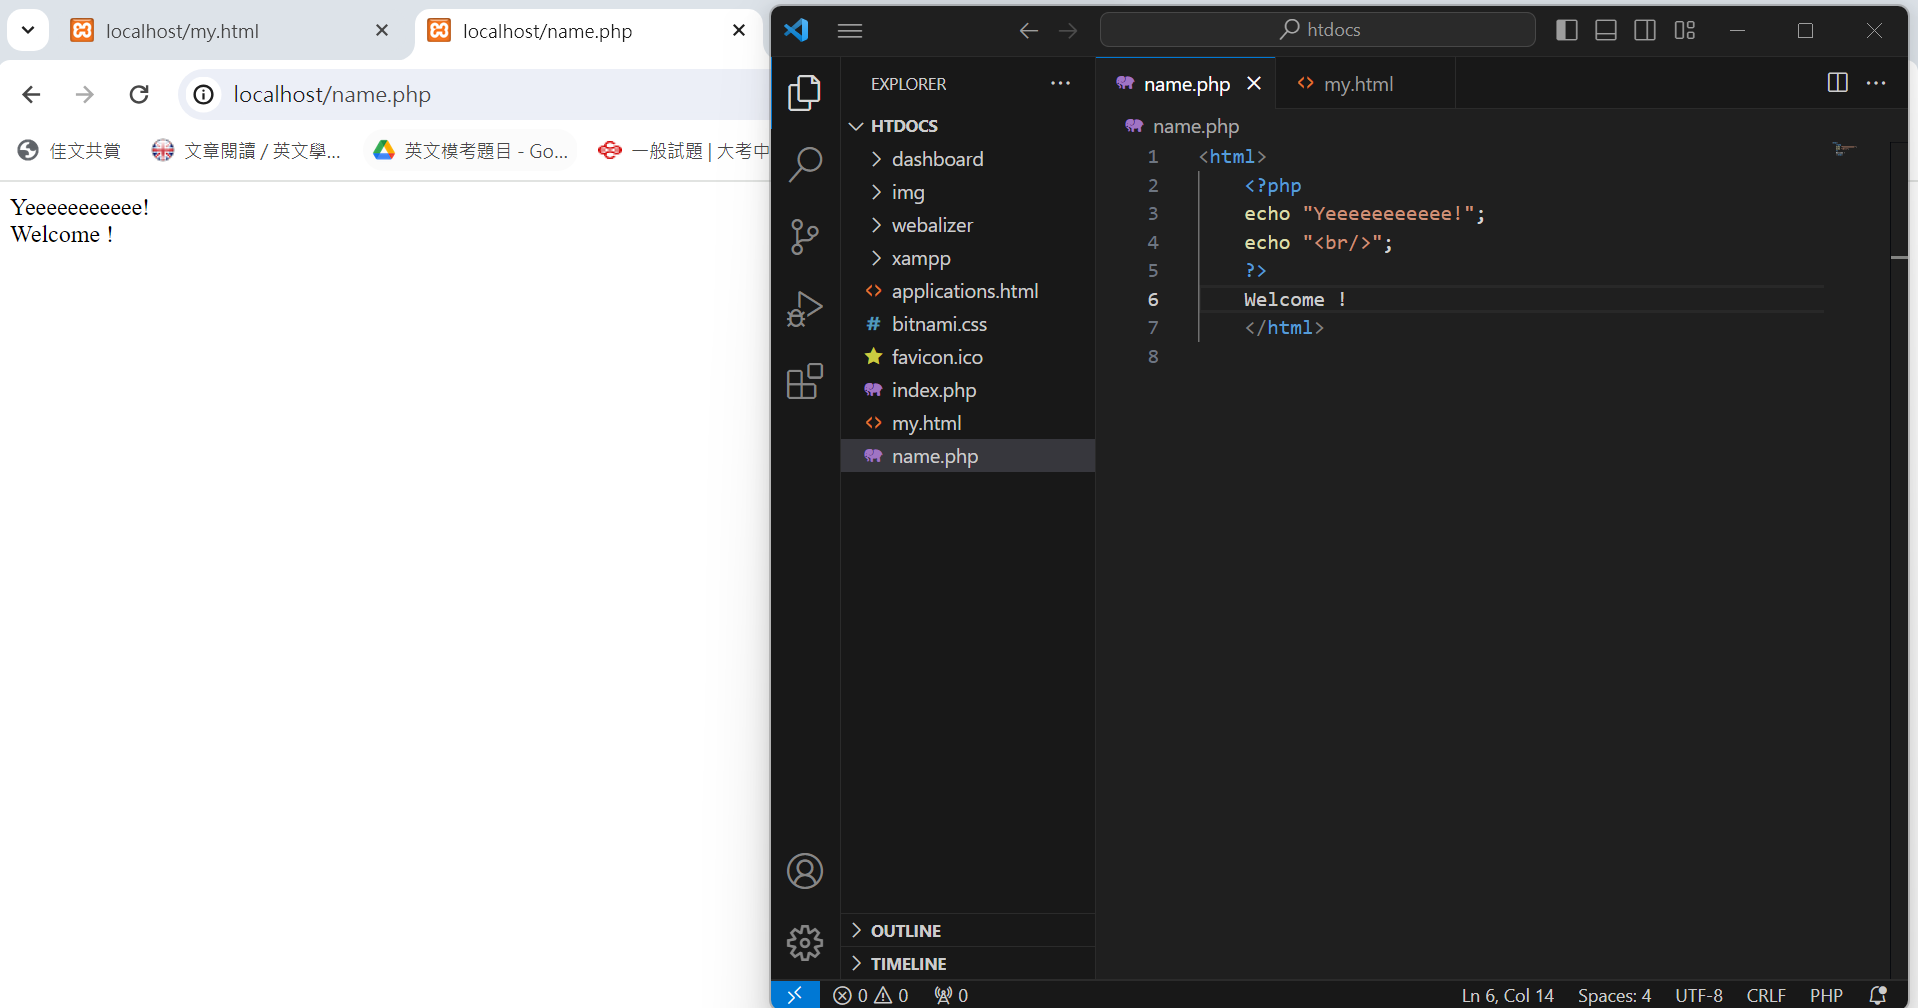 localhost/my.html
localhost/name.php
localhost/name.php
佳文共賞
文章閱讀 / 英文學...
英文模考題目 - Go...
一般試題 | 大考中
Yeeeeeeeeeee!
Welcome !
htdocs
EXPLORER
HTDOCS
dashboard
img
webalizer
xampp
applications.html
# bitnami.css
favicon.ico
index.php
<> my.html
name.php
OUTLINE
TIMELINE
name.php
<> my.html
name.php
1 <html>
2 <?php
3 echo "Yeeeeeeeeeee!";
4 echo "<br/>";
5 ?>
6 Welcome !
7 </html>
8
0 0 0
Ln 6, Col 14 Spaces: 4 UTF-8 CRLF PHP